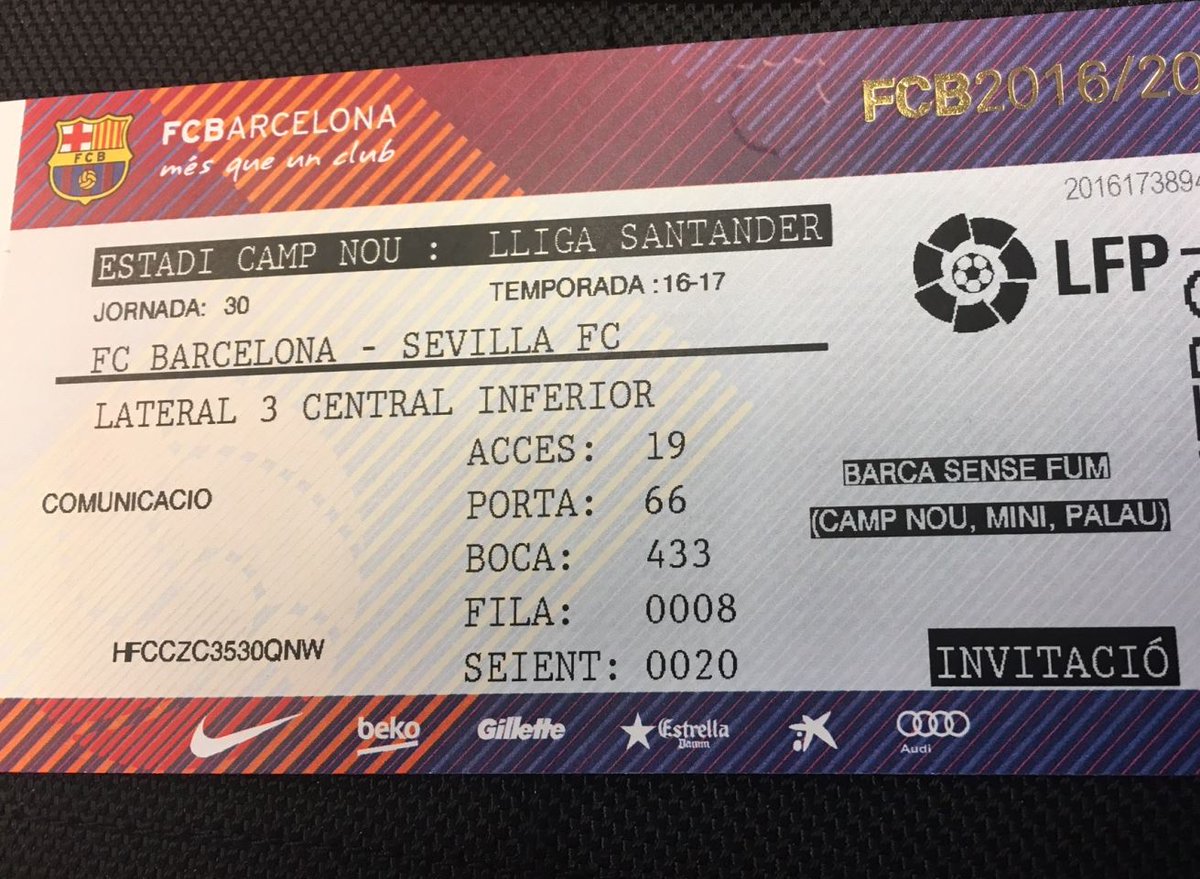 FCB
FCBARCELONA
més que un club
FCB2016/20
2016173894
ESTADI CAMP NOU : LLIGA SANTANDER
JORNADA: 30 TEMPORADA :16-17
FC BARCELONA - SEVILLA FC
LFP
LATERAL 3 CENTRAL INFERIOR
ACCES: 19
COMUNICACIO
PORTA: 66
BOCA: 433
FILA: 0008
SEIENT: 0020
HFCCZC3530QNW
BARCA SENSE FUM
(CAMP NOU, MINI, PALAU)
INVITACIÓ
beko
Gillette
Estrella
Damm
Audi